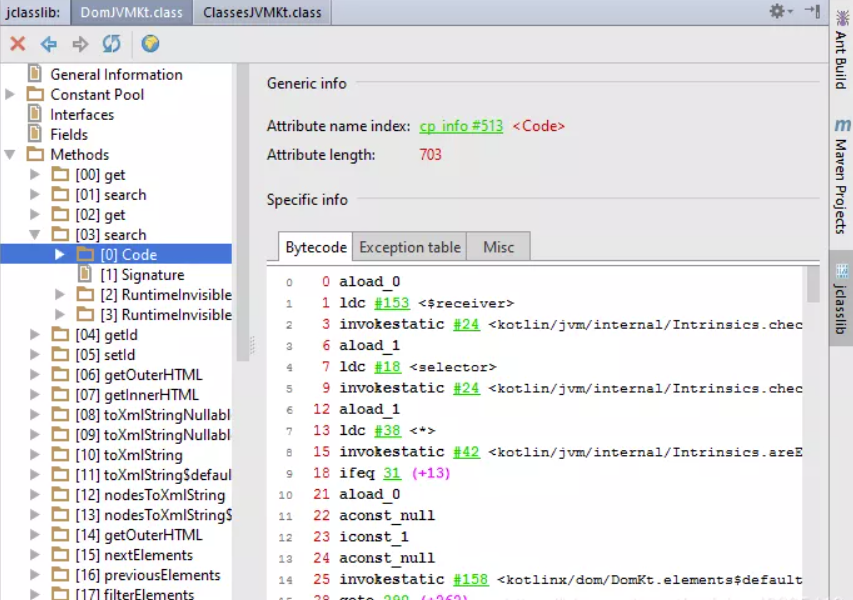 jclasslib: DomJVMKt.class ClassesJVMKt.class
General Information
Constant Pool
Interfaces
Fields
Methods
[00] get
[01] search
[02] get
[03] search
[0] Code
[1] Signature
[2] RuntimeInvisible
[3] RuntimeInvisible
[04] getId
[05] setId
[06] getOuterHTML
[07] getInnerHTML
[08] toXmlStringNullabl
[09] toXmlStringNullabl
[10] toXmlString
[11] toXmlString$defaul
[12] nodesToXmlString
[13] nodesToXmlString$
[14] getOuterHTML
[15] nextElements
[16] previousElements
[17] filterElements
Generic info
Attribute name index: cp_info #513 <Code>
Attribute length: 703
Specific info
Bytecode Exception table Misc
0 0 aload_0
1 1 ldc #153 <$receiver>
2 3 invokestatic #24 <kotlin/jvm/internal/Intrinsics.chec
3 6 aload_1
4 7 ldc #18 <selector>
5 9 invokestatic #24 <kotlin/jvm/internal/Intrinsics.chec
6 12 aload_1
7 13 ldc #38 <*>
8 15 invokestatic #42 <kotlin/jvm/internal/Intrinsics.areE
9 18 ifeq 31 (+13)
10 21 aload_0
11 22 aconst_null
12 23 iconst_1
13 24 aconst_null
14 25 invokestatic #158 <kotlinx/dom/DomKt.elements$default
Ant Build
m Maven Projects
jclasslib